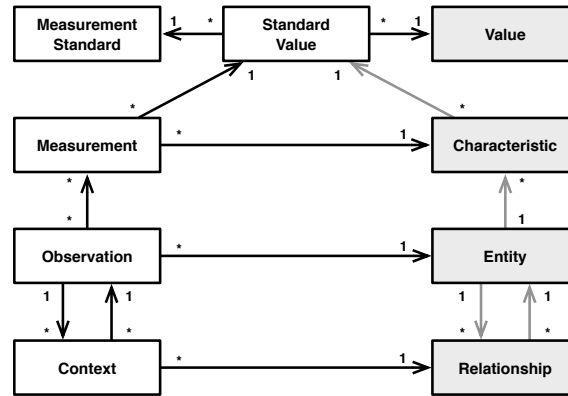 Measurement
Standard
1
*
Standard
Value
*
1
Value
1
1
*
*
Measurement
*
1
Characteristic
*
*
*
1
Observation
*
1
Entity
1
1
1
1
*
*
*
*
Context
*
1
Relationship